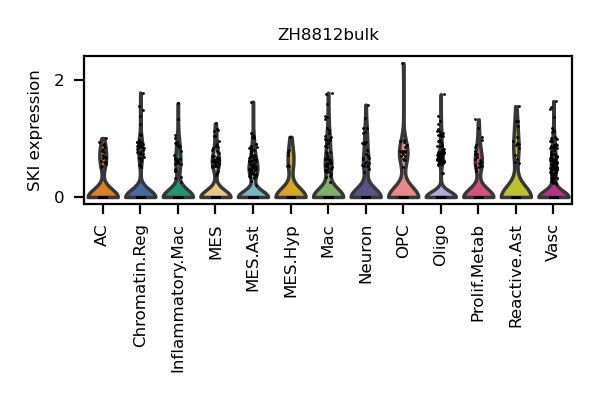 ZH8812bulk
SKI expression
2
0
AC
Chromatin.Reg
Inflammatory.Mac
MES
MES.Ast
MES.Hyp
Mac
Neuron
OPC
Oligo
Prolif.Metab
Reactive.Ast
Vasc